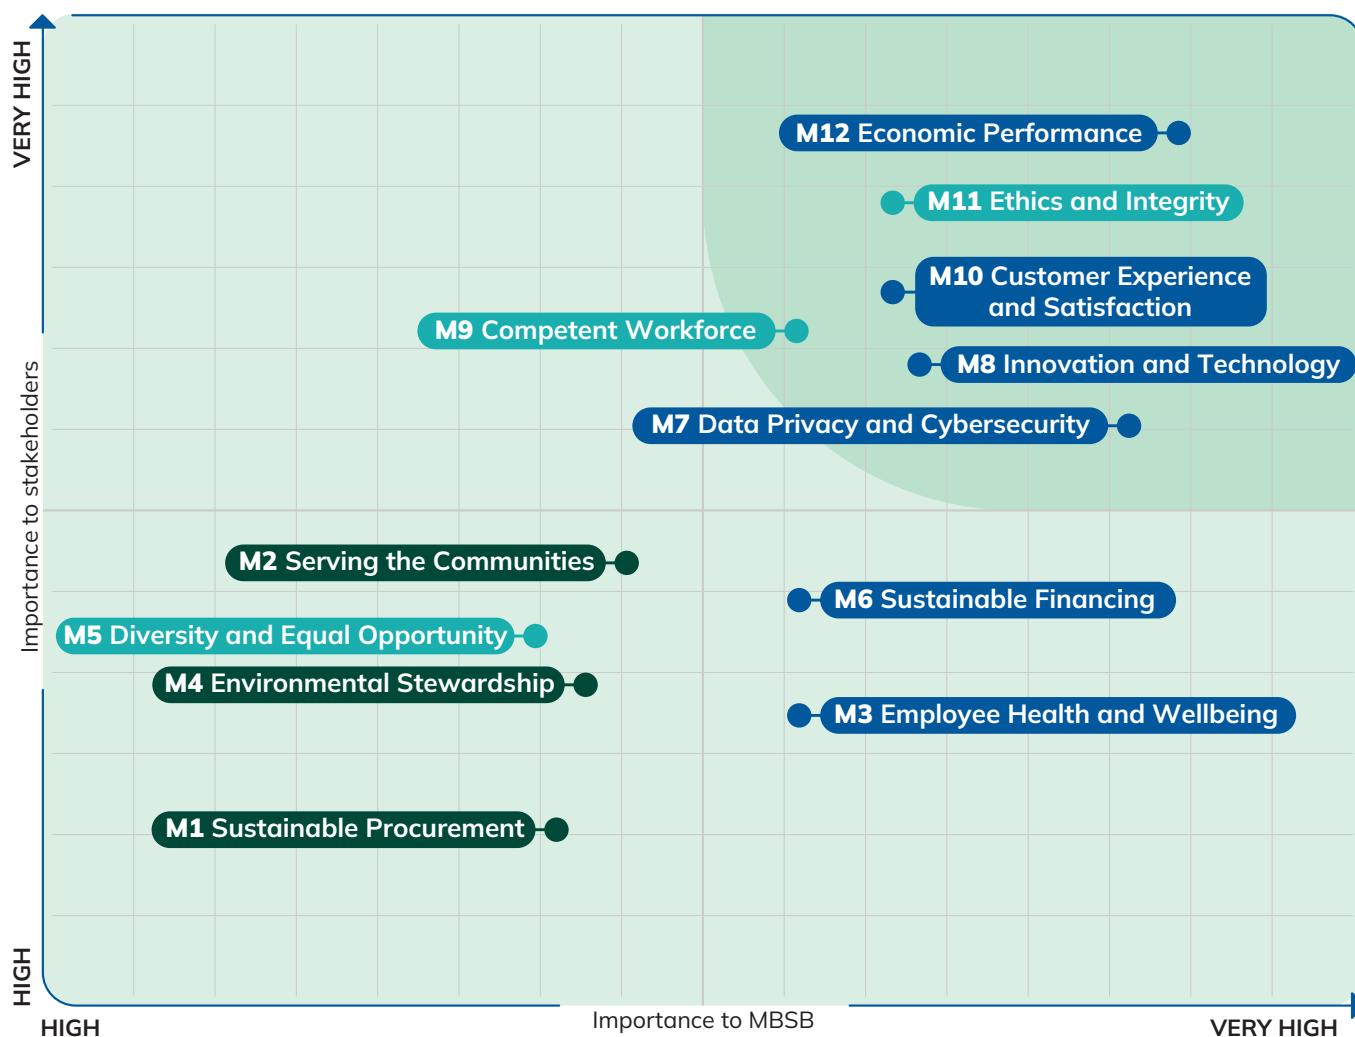 VERY HIGH
M12 Economic Performance
M11 Ethics and Integrity
M10 Customer Experience
and Satisfaction
M9 Competent Workforce
M8 Innovation and Technology
Importance to stakeholders
M7 Data Privacy and Cybersecurity
M2 Serving the Communities
M6 Sustainable Financing
M5 Diversity and Equal Opportunity
M4 Environmental Stewardship
M3 Employee Health and Wellbeing
M1 Sustainable Procurement
HIGH
HIGH
Importance to MBSB
VERY HIGH